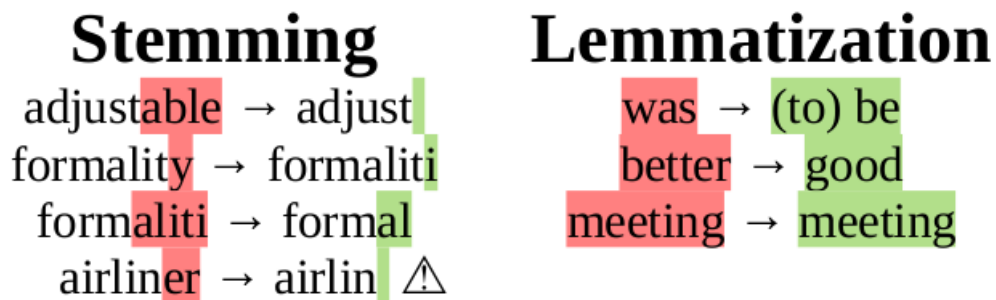 Stemming
adjustable → adjust
formality → formaliti
formaliti → formal
airliner → airlin ⚠
Lemmatization
was → (to) be
better → good
meeting → meeting